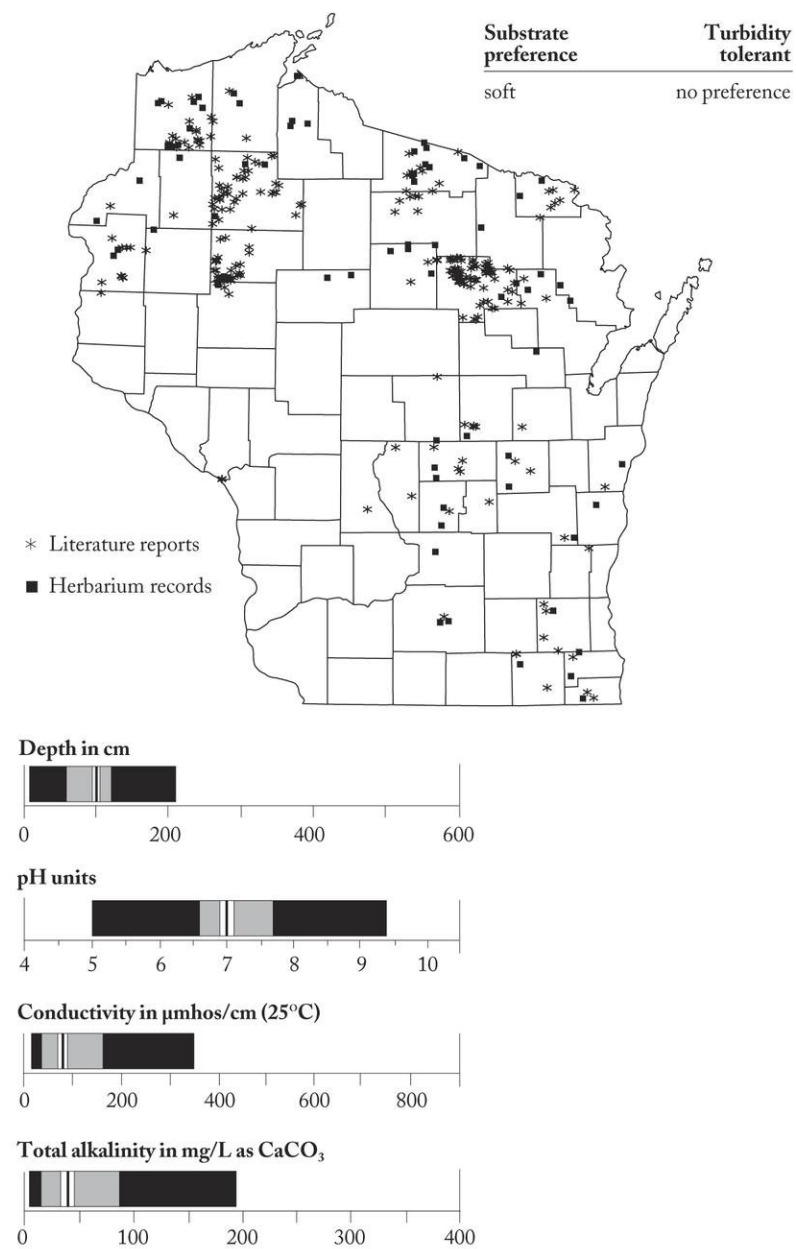 Substrate preference
Turbidity tolerant
soft
no preference
* Literature reports
■ Herbarium records
Depth in cm
0 200 400 600
pH units
4 5 6 7 8 9 10
Conductivity in µmhos/cm (25°C)
0 200 400 600 800
Total alkalinity in mg/L as CaCO₃
0 100 200 300 400